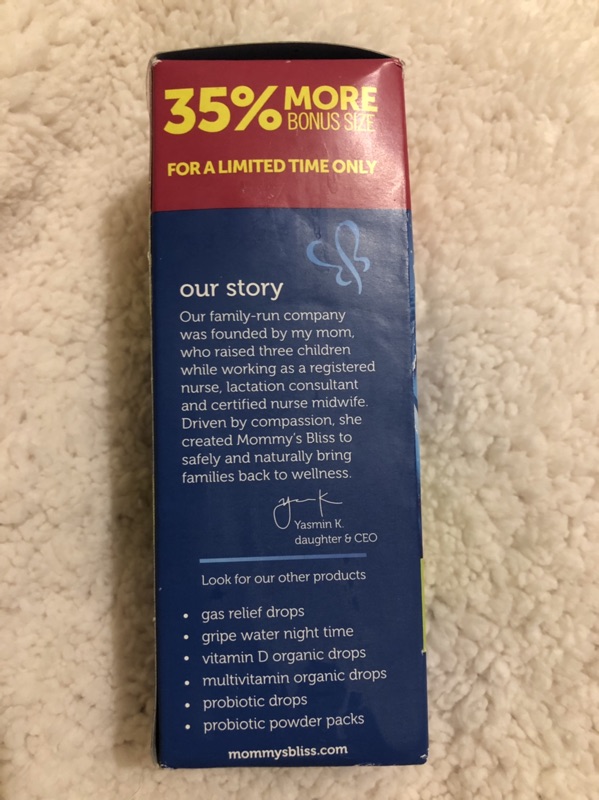 35% MORE
BONUS SIZE
FOR A LIMITED TIME ONLY
our story
Our family-run company
was founded by my mom,
who raised three children
while working as a registered
nurse, lactation consultant
and certified nurse midwife.
Driven by compassion, she
created Mommy's Bliss to
safely and naturally bring
families back to wellness.
Yasmin K.
daughter & CEO
Look for our other products
• gas relief drops
• gripe water night time
• vitamin D organic drops
• multivitamin organic drops
• probiotic drops
• probiotic powder packs
mommysbliss.com